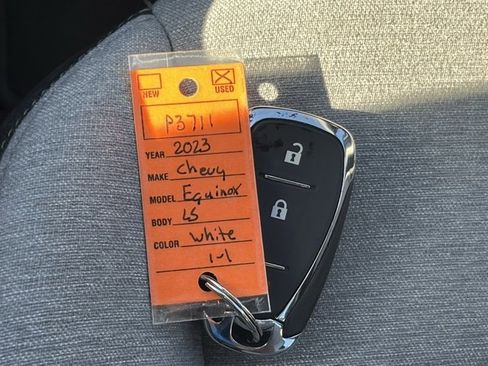 NEW USED
P3711
YEAR 2023
MAKE Chevy
MODEL Equinox
BODY LS
COLOR White
1-1